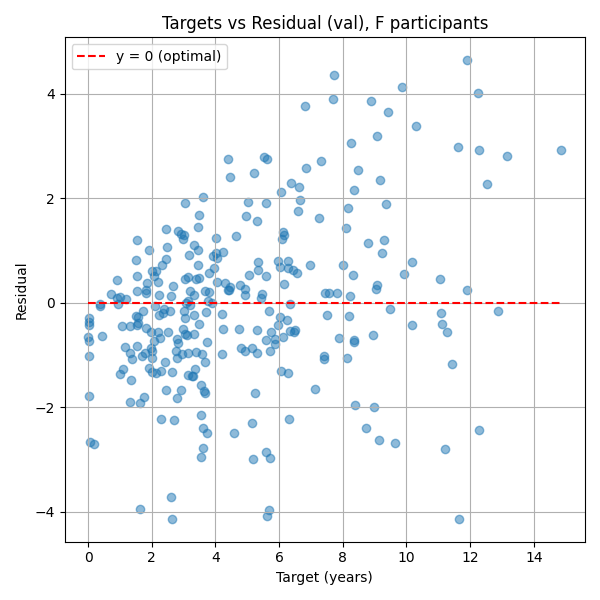 Targets vs Residual (val), F participants
y = 0 (optimal)
4
2
0
−2
−4
Residual
0 2 4 6 8 10 12 14
Target (years)